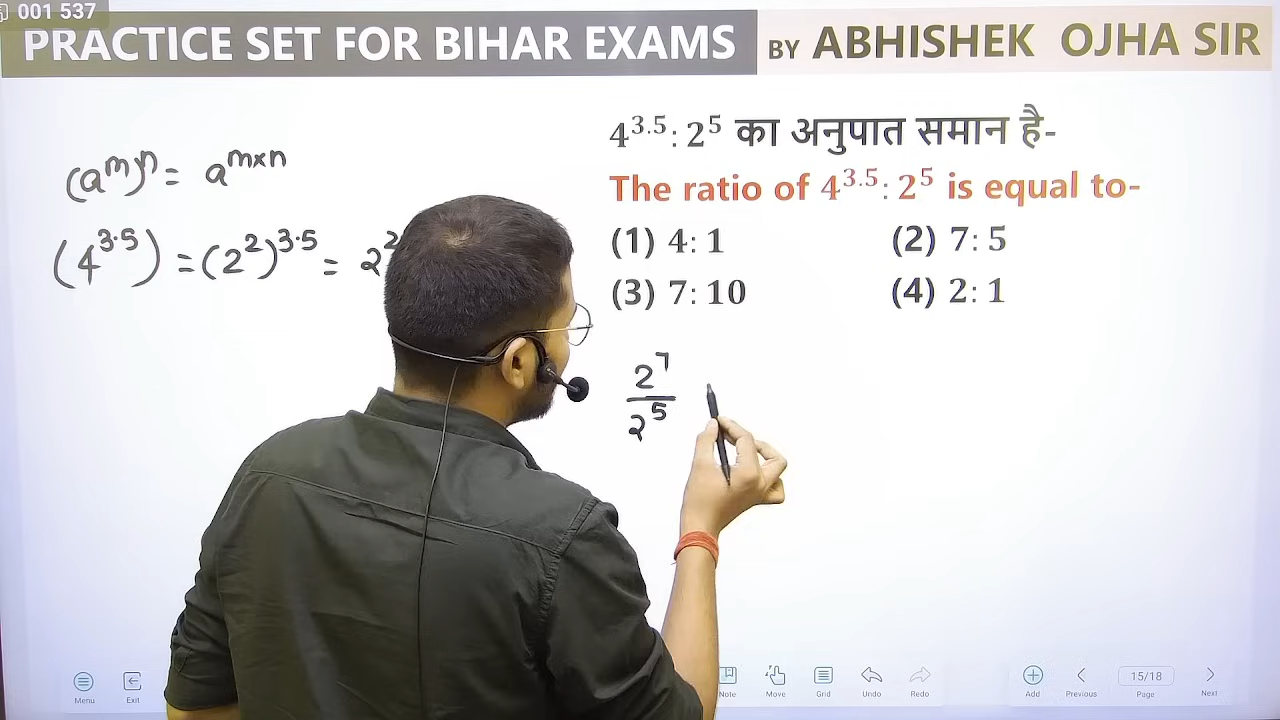 001 537
PRACTICE SET FOR BIHAR EXAMS BY ABHISHEK OJHA SIR
4^3.5 : 2^5 का अनुपात समान है-
The ratio of 4^3.5 : 2^5 is equal to-
(1) 4: 1 (2) 7: 5
(3) 7: 10 (4) 2: 1
(a^m)^n = a^m×n
(4^3.5) = (2^2)^3.5 = 2^2
2^7
2^5
Menu Exit Note Move Grid Undo Redo Add Previous 15/18 Page Next